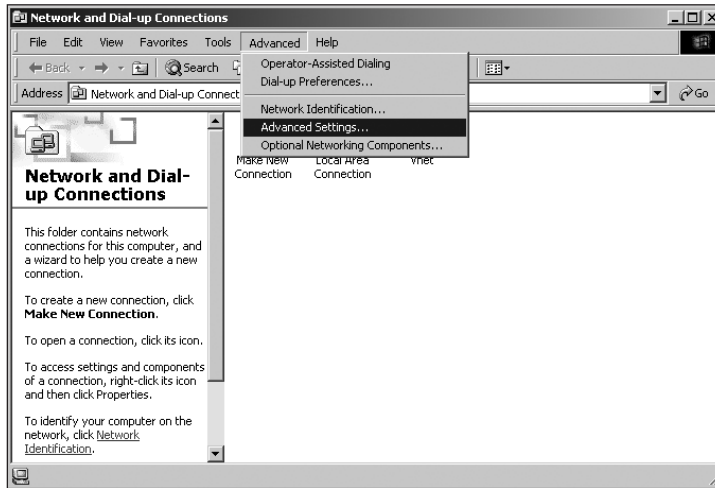 Network and Dial-up Connections
File Edit View Favorites Tools Advanced Help
Back Search
Address Network and Dial-up Connect Go
Operator-Assisted Dialing
Dial-up Preferences...
Network Identification...
Advanced Settings...
Optional Networking Components...
Make New Connection
Local Area Connection
Vnet
Network and Dial-
up Connections
This folder contains network
connections for this computer, and
a wizard to help you create a new
connection.
To create a new connection, click
Make New Connection.
To open a connection, click its icon.
To access settings and components
of a connection, right-click its icon
and then click Properties.
To identify your computer on the
network, click Network
Identification.